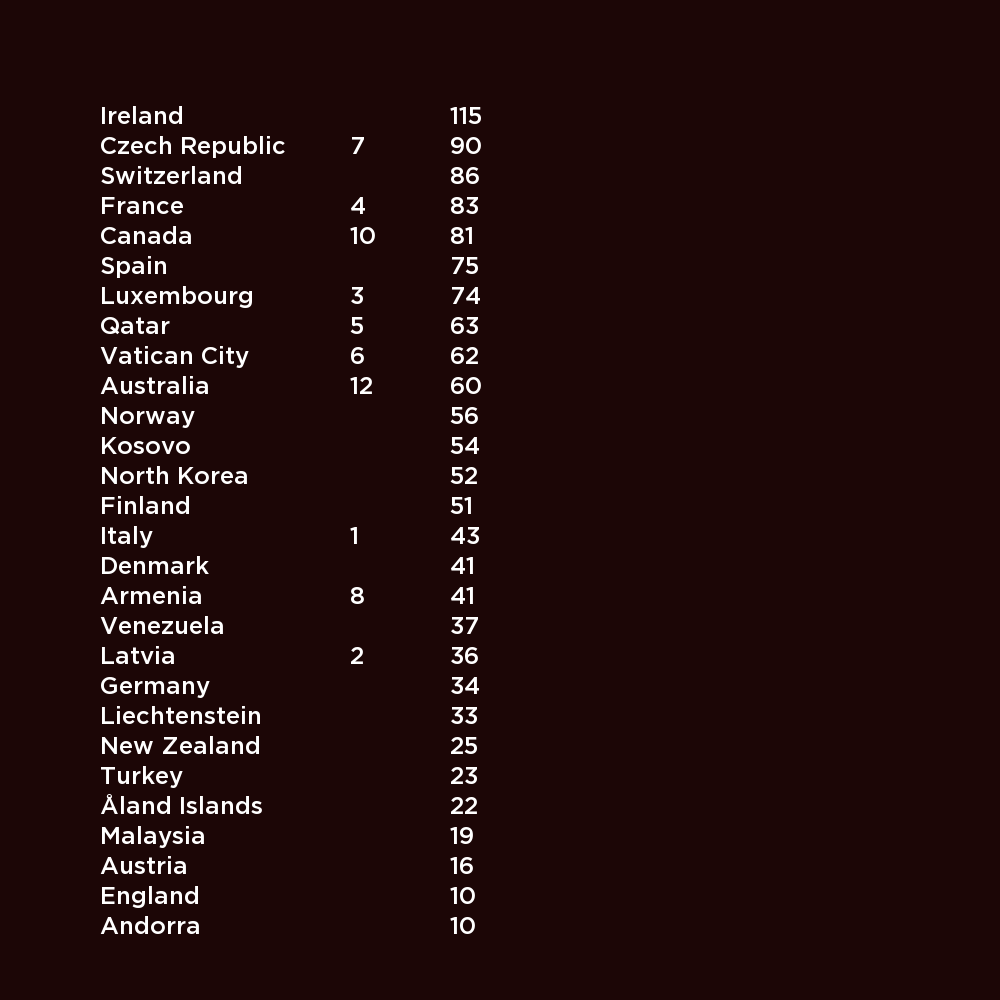 Ireland 115
Czech Republic 7 90
Switzerland 86
France 4 83
Canada 10 81
Spain 75
Luxembourg 3 74
Qatar 5 63
Vatican City 6 62
Australia 12 60
Norway 56
Kosovo 54
North Korea 52
Finland 51
Italy 1 43
Denmark 41
Armenia 8 41
Venezuela 37
Latvia 2 36
Germany 34
Liechtenstein 33
New Zealand 25
Turkey 23
Åland Islands 22
Malaysia 19
Austria 16
England 10
Andorra 10